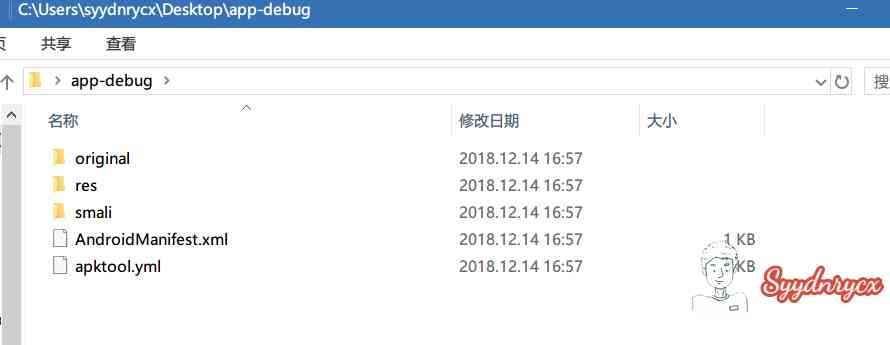 C:\Users\syydnrycx\Desktop\app-debug
共享 查看
app-debug 搜
名称 修改日期 大小
original 2018.12.14 16:57
res 2018.12.14 16:57
smali 2018.12.14 16:57
AndroidManifest.xml 2018.12.14 16:57 1 KB
apktool.yml 2018.12.14 16:57 KB
Syydnrycx